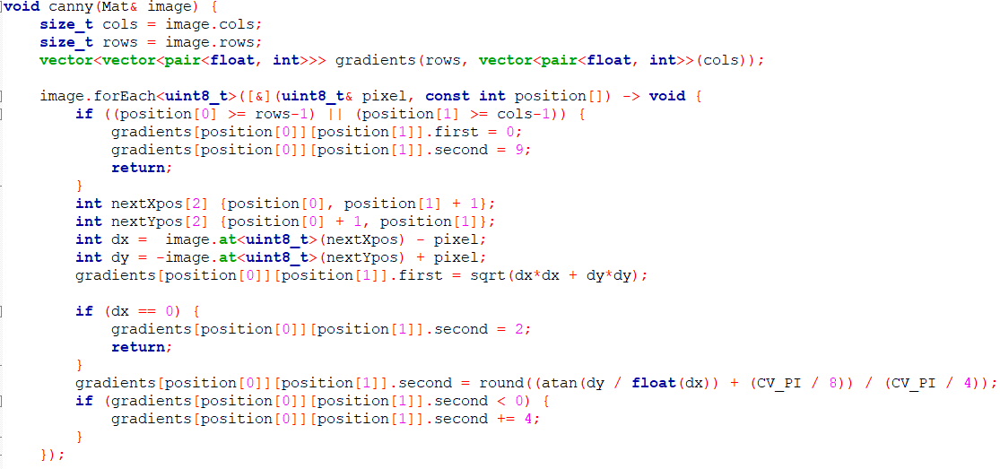 void canny(Mat& image) {
    size_t cols = image.cols;
    size_t rows = image.rows;
    vector<vector<pair<float, int>>> gradients(rows, vector<pair<float, int>>(cols));

    image.forEach<uint8_t>([&](uint8_t& pixel, const int position[]) -> void {
        if ((position[0] >= rows-1) || (position[1] >= cols-1)) {
            gradients[position[0]][position[1]].first = 0;
            gradients[position[0]][position[1]].second = 9;
            return;
        }
        int nextXpos[2] {position[0], position[1] + 1};
        int nextYpos[2] {position[0] + 1, position[1]};
        int dx =  image.at<uint8_t>(nextXpos) - pixel;
        int dy = -image.at<uint8_t>(nextYpos) + pixel;
        gradients[position[0]][position[1]].first = sqrt(dx*dx + dy*dy);

        if (dx == 0) {
            gradients[position[0]][position[1]].second = 2;
            return;
        }
        gradients[position[0]][position[1]].second = round((atan(dy / float(dx)) + (CV_PI / 8)) / (CV_PI / 4));
        if (gradients[position[0]][position[1]].second < 0) {
            gradients[position[0]][position[1]].second += 4;
        }
    });